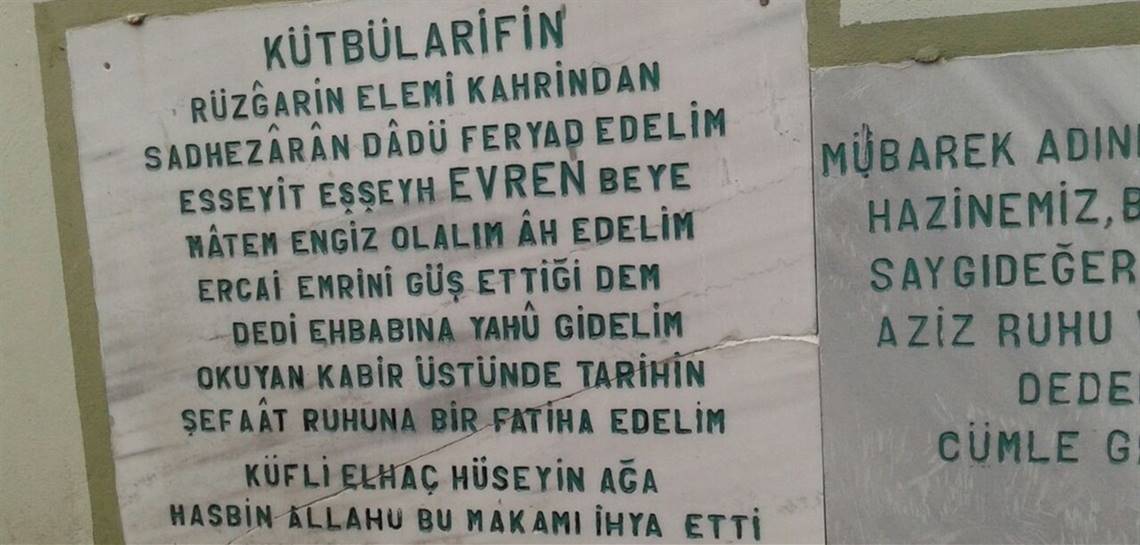 KÜTBÜLARİFİN
RÜZĞARİN ELEMİ KAHRİNDAN
SADHEZÂRÂN DÂDÜ FERYAD EDELİM
ESSEYİT EŞŞEYH EVREN BEYE
MÂTEM ENGİZ OLALIM ÂH EDELİM
ERCAİ EMRİNİ GÜŞ ETTİĞİ DEM
DEDİ EHBABINA YAHÛ GİDELİM
OKUYAN KABİR ÜSTÜNDE TARİHİN
ŞEFAÂT RUHUNA BİR FATİHA EDELİM
KÜFLİ ELHAÇ HÜSEYİN AĞA
HASBİN ALLAHU BU MAKAMI İHYA ETTİ
MÜBAREK ADIN
HAZİNEMİZ,
SAYGIDEĞER
AZİZ RUHU
DEDE
CÜMLE